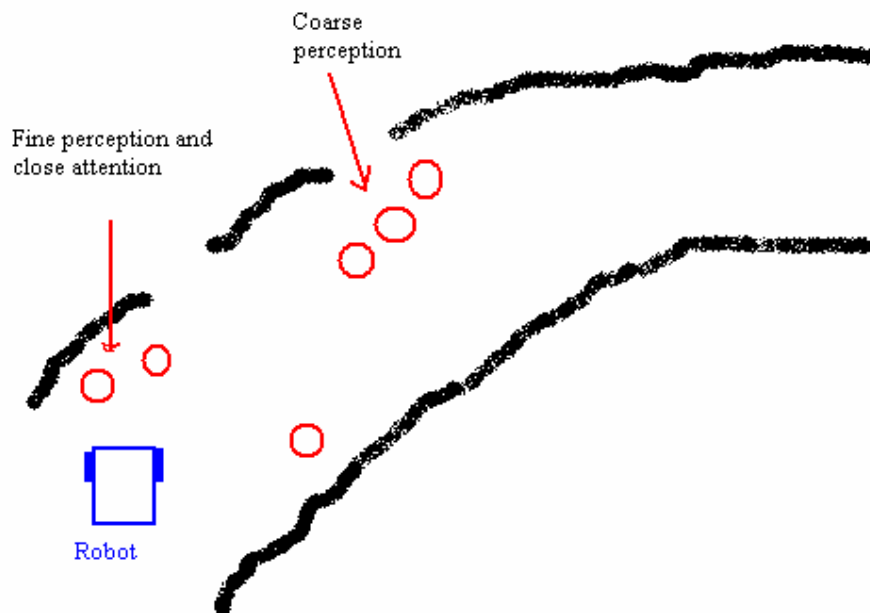 Coarse
perception
Fine perception and
close attention
Robot